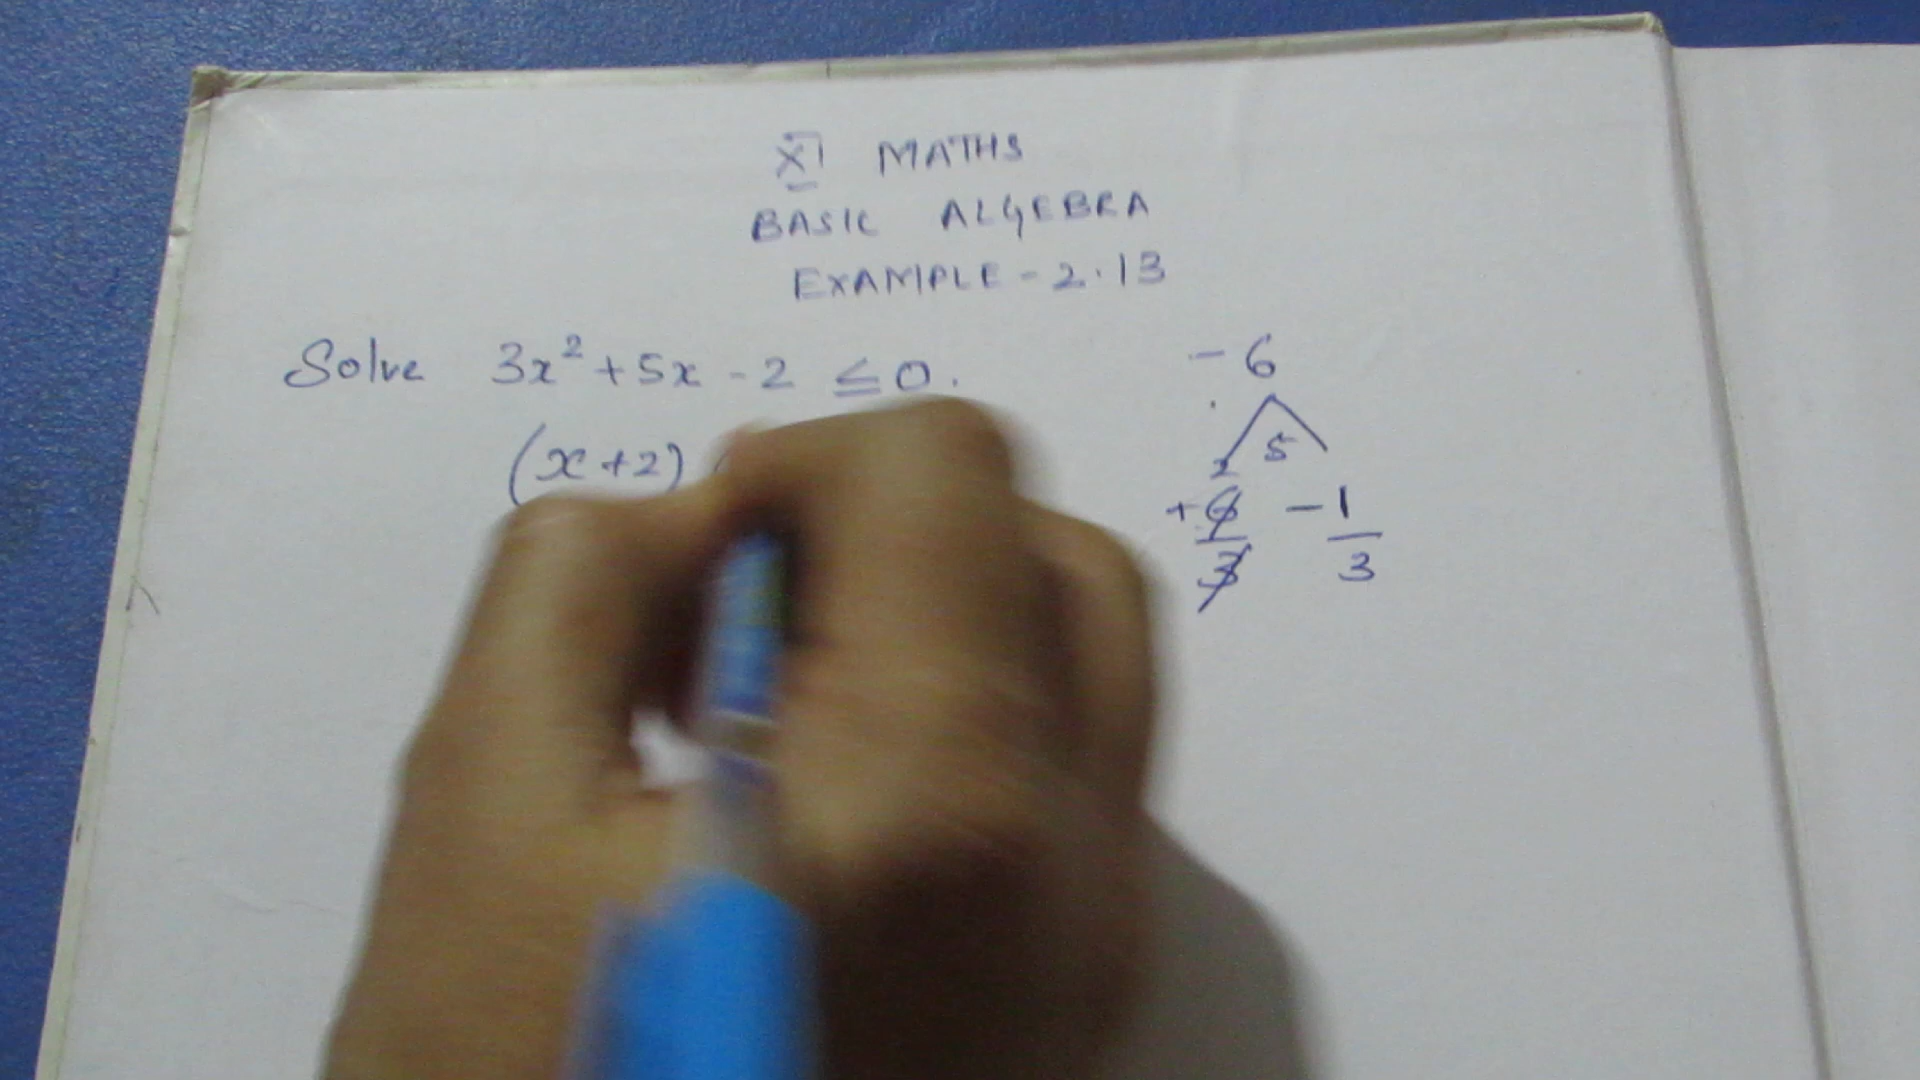 XI MATHS
BASIC ALGEBRA
EXAMPLE - 2.13
Solve 3x² + 5x - 2 ≤ 0.
(x+2) (
- 6
5
2
+6 -1
3 3